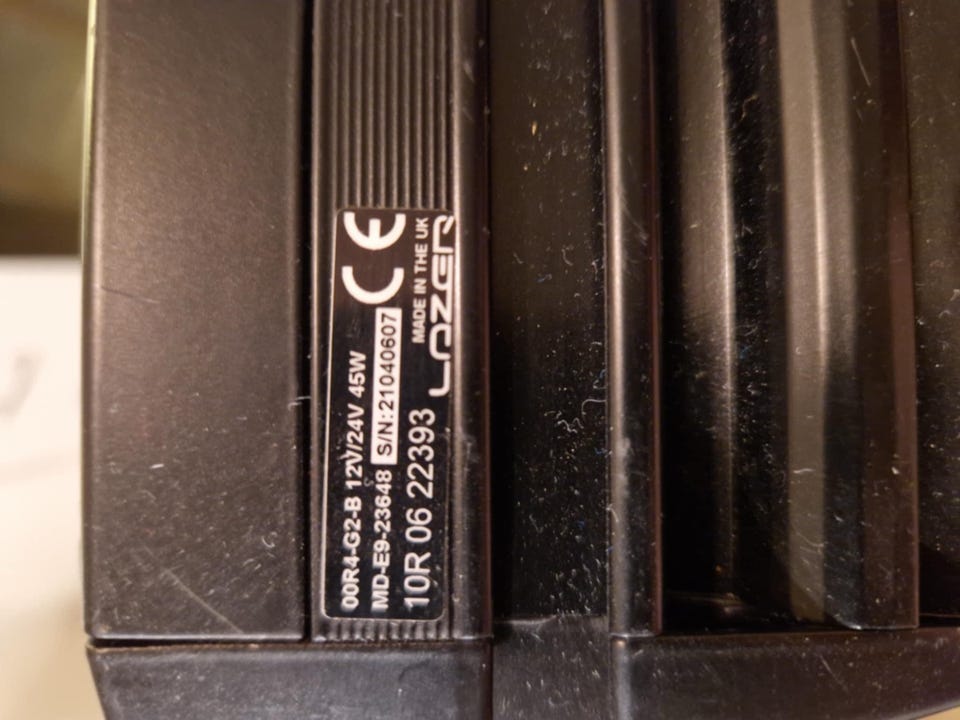 00R4-G2-B 12V/24V 45W
MD-E9-23648 S/N:21040607
10R 06 22393
CE
MADE IN THE UK
LAZER